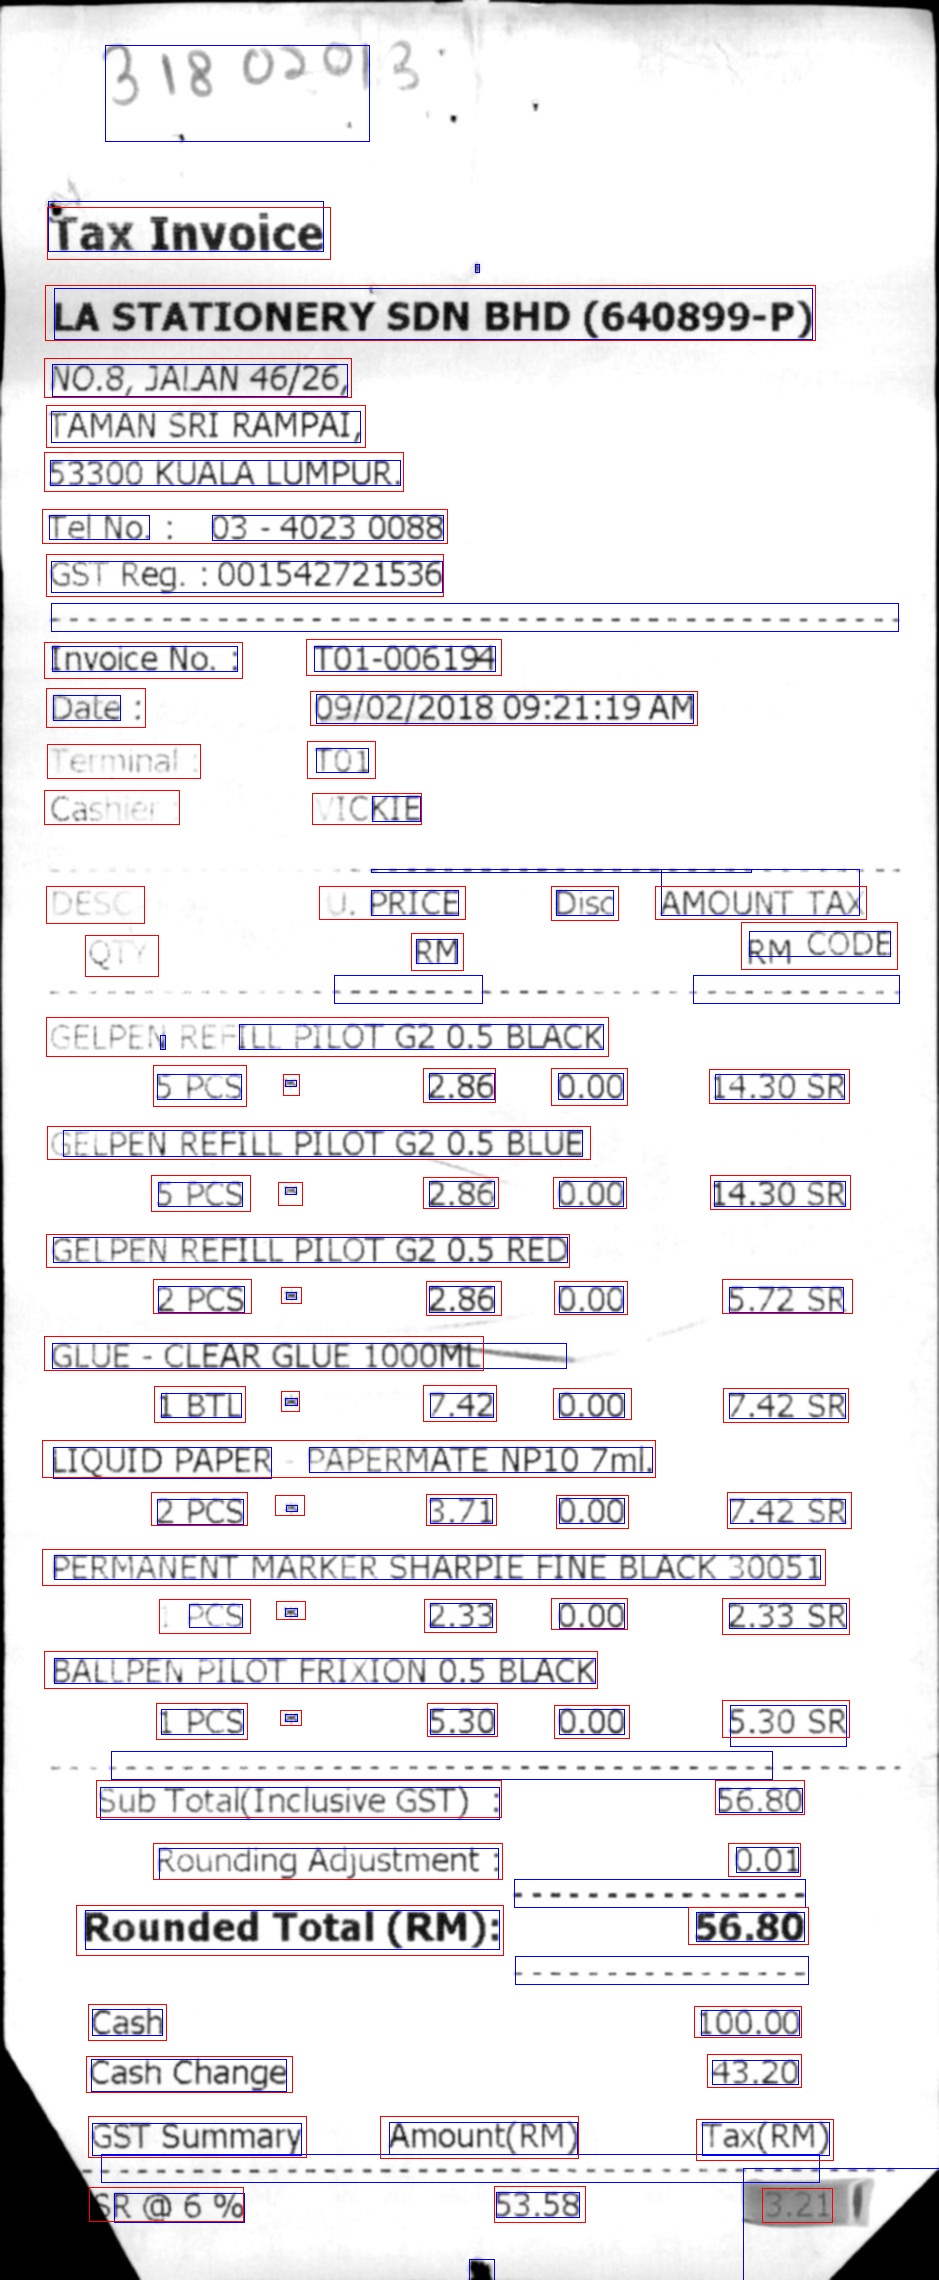 31802013
Tax Invoice
LA STATIONERY SDN BHD (640899-P)
NO.8, JALAN 46/26,
TAMAN SRI RAMPAI,
53300 KUALA LUMPUR.
Tel No. : 03 - 4023 0088
GST Reg. : 001542721536
Invoice No. : T01-006194
Date : 09/02/2018 09:21:19 AM
Terminal : T01
Cashier : VICKIE
DESC U. PRICE Disc AMOUNT TAX
QTY RM RM CODE
GELPEN REFILL PILOT G2 0.5 BLACK
5 PCS - 2.86 0.00 14.30 SR
GELPEN REFILL PILOT G2 0.5 BLUE
5 PCS - 2.86 0.00 14.30 SR
GELPEN REFILL PILOT G2 0.5 RED
2 PCS - 2.86 0.00 5.72 SR
GLUE - CLEAR GLUE 1000ML
1 BTL - 7.42 0.00 7.42 SR
LIQUID PAPER - PAPERMATE NP10 7ml.
2 PCS - 3.71 0.00 7.42 SR
PERMANENT MARKER SHARPIE FINE BLACK 30051
1 PCS - 2.33 0.00 2.33 SR
BALLPEN PILOT FRIXION 0.5 BLACK
1 PCS - 5.30 0.00 5.30 SR
Sub Total(Inclusive GST) : 56.80
Rounding Adjustment : 0.01
Rounded Total (RM): 56.80
Cash 100.00
Cash Change 43.20
GST Summary Amount(RM) Tax(RM)
SR @ 6 % 53.58 3.21